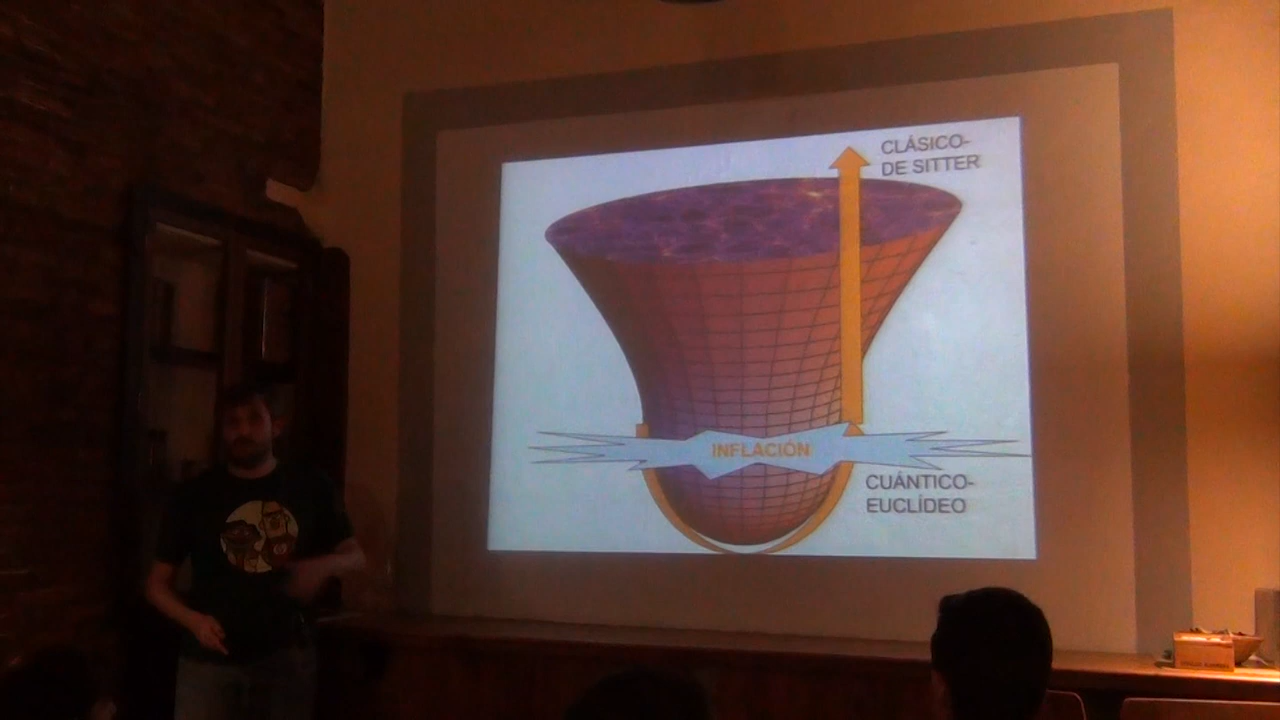 CLÁSICO-
DE SITTER
INFLACIÓN
CUÁNTICO-
EUCLÍDEO